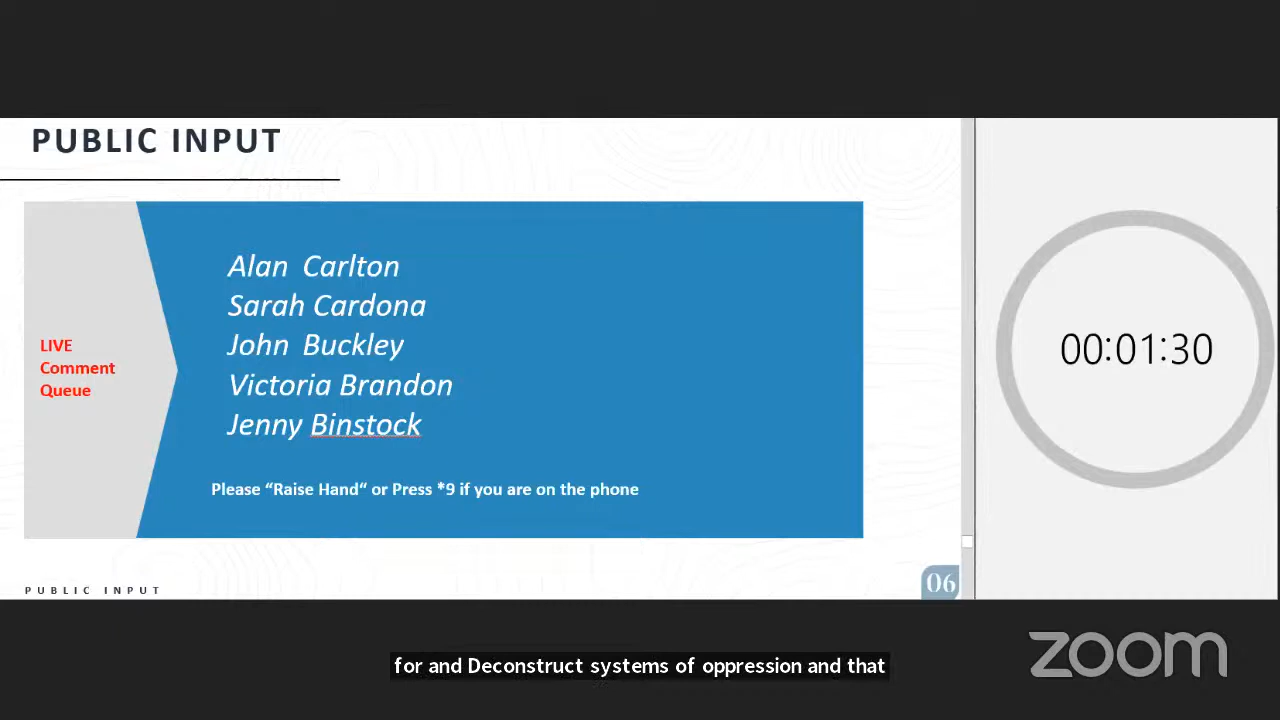 PUBLIC INPUT
Alan Carlton
Sarah Cardona
John Buckley
Victoria Brandon
Jenny Binstock
LIVE
Comment
Queue
Please “Raise Hand“ or Press *9 if you are on the phone
00:01:30
PUBLIC INPUT
06
for and Deconstruct systems of oppression and that
zoom